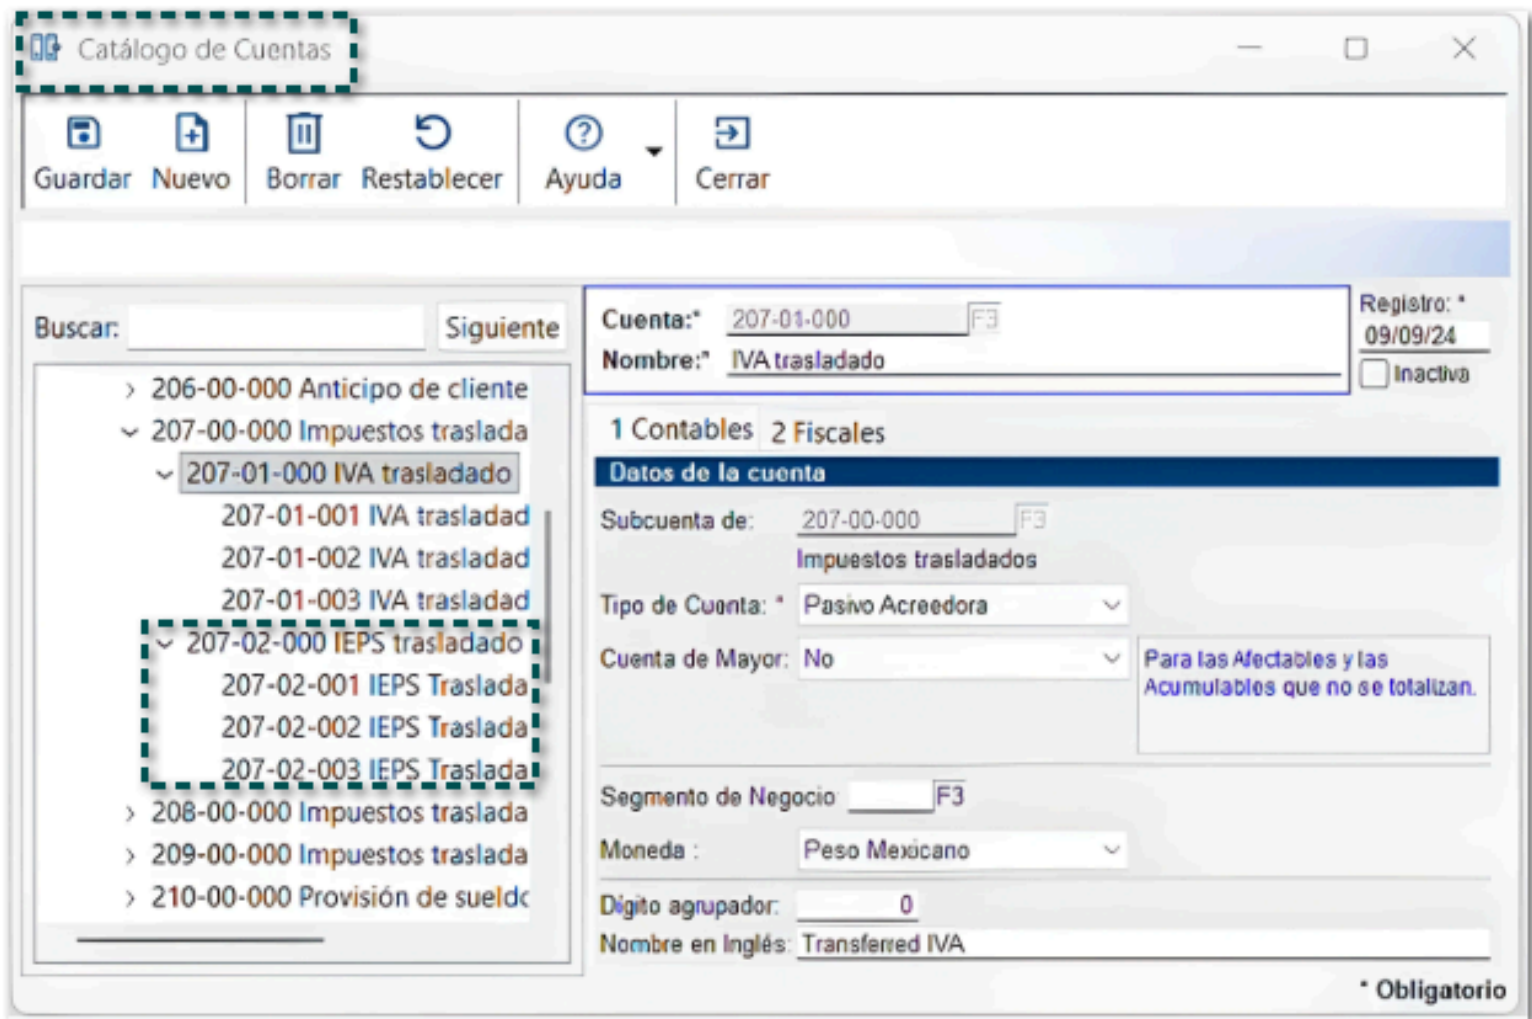 Catálogo de Cuentas
Guardar Nuevo Borrar Restablecer Ayuda Cerrar
Buscar: Siguiente
206-00-000 Anticipo de cliente
207-00-000 Impuestos traslada
207-01-000 IVA trasladado
207-01-001 IVA trasladad
207-01-002 IVA trasladad
207-01-003 IVA trasladad
207-02-000 IEPS trasladado
207-02-001 IEPS Traslada
207-02-002 IEPS Traslada
207-02-003 IEPS Traslada
208-00-000 Impuestos traslada
209-00-000 Impuestos traslada
210-00-000 Provisión de sueldo
Cuenta:* 207-01-000 F3
Nombre:* IVA trasladado
Registro: *
09/09/24
Inactiva
1 Contables 2 Fiscales
Datos de la cuenta
Subcuenta de: 207-00-000 F3
Impuestos trasladados
Tipo de Cuenta: * Pasivo Acreedora
Cuenta de Mayor: No
Para las Afectables y las
Acumulables que no se totalizan.
Segmento de Negocio F3
Moneda : Peso Mexicano
Dígito agrupador: 0
Nombre en Inglés: Transferred IVA
* Obligatorio